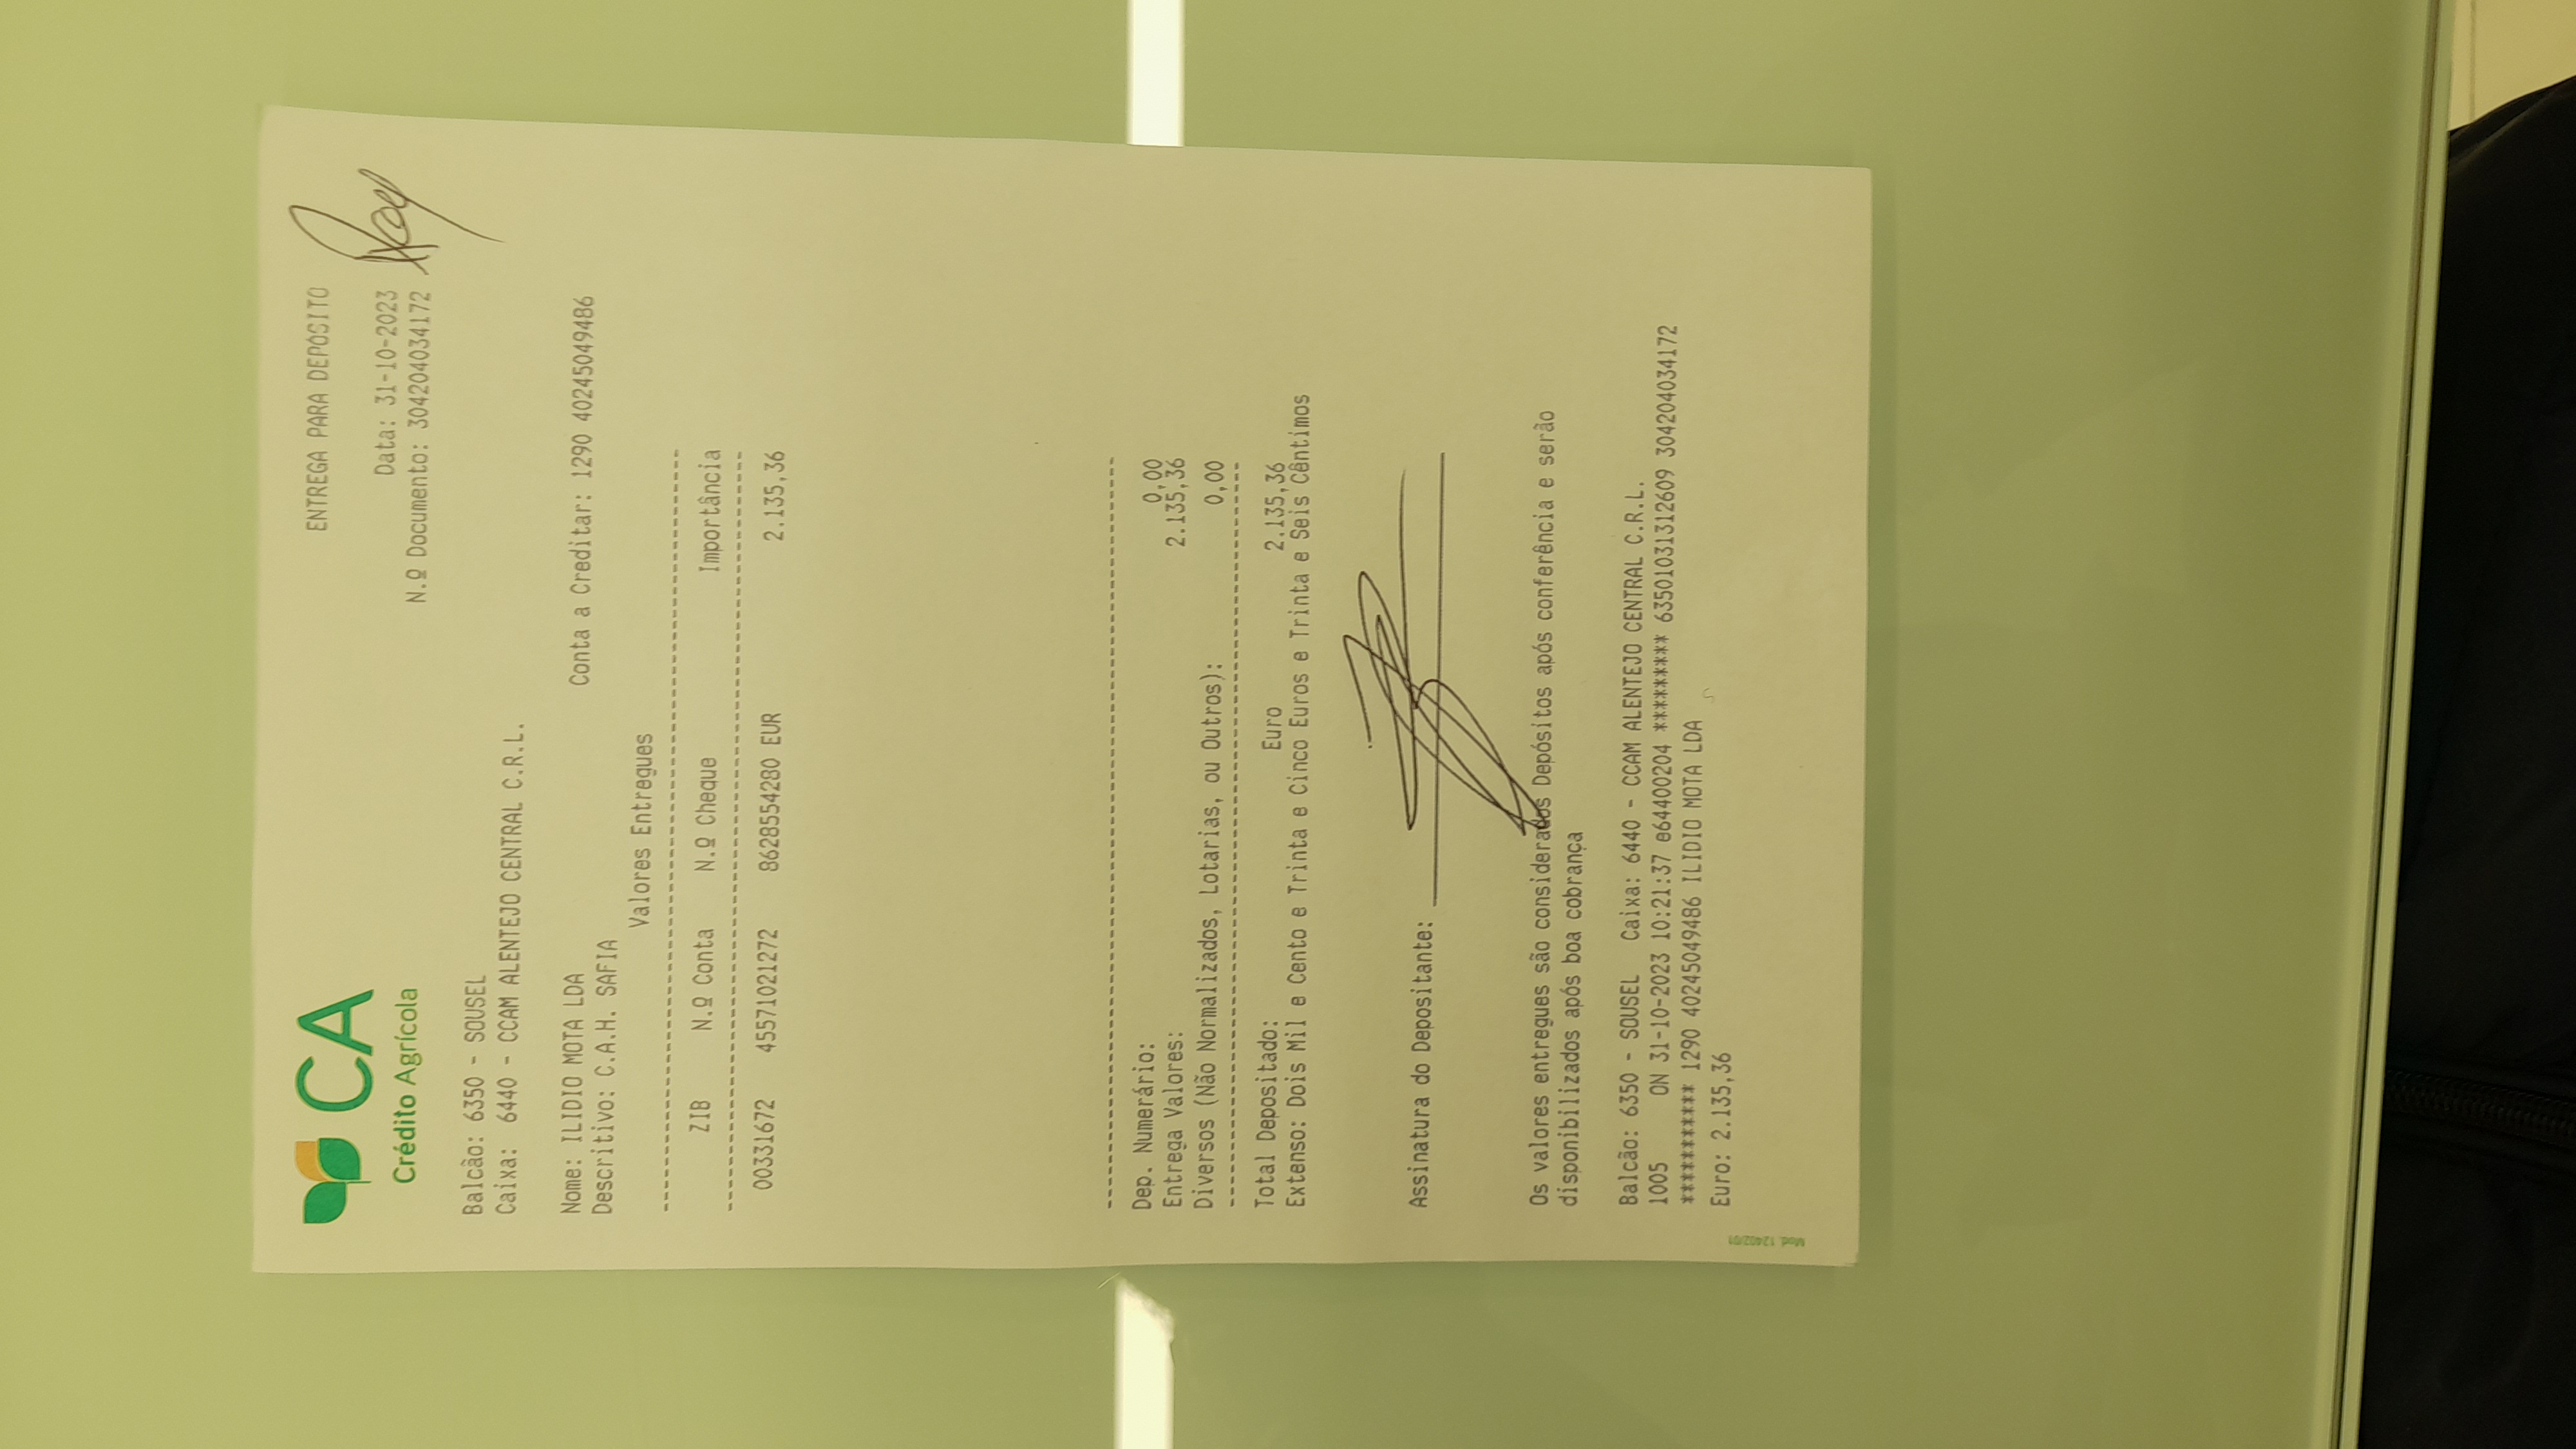 CA
Crédito Agrícola
ENTREGA PARA DEPÓSITO
Data: 31-10-2023
N.º Documento: 304204034172
Balcão: 6350 - SOUSEL
Caixa: 6440 - CCAM ALENTEJO CENTRAL C.R.L.
Nome: ILIDIO MOTA LDA Conta a Creditar: 1290 40245049486
Descritivo: C.A.H. SAFIA
Valores Entregues
ZIB N.º Conta N.º Cheque Importância
00331672 45571021272 8628554280 EUR 2.135,36
Dep. Numerário: 0,00
Entrega Valores: 2.135,36
Diversos (Não Normalizados, Lotarias, ou Outros): 0,00
Total Depositado: Euro 2.135,36
Extenso: Dois Mil e Cento e Trinta e Cinco Euros e Trinta e Seis Cêntimos
Assinatura do Depositante:
Os valores entregues são considerados Depósitos após conferência e serão
disponibilizados após boa cobrança
Balcão: 6350 - SOUSEL Caixa: 6440 - CCAM ALENTEJO CENTRAL C.R.L.
1005 ON 31-10-2023 10:21:37 e64400204 ********** 6350103131312609 304204034172
*********** 1290 40245049486 ILIDIO MOTA LDA
Euro: 2.135,36
Mod. 12402/01